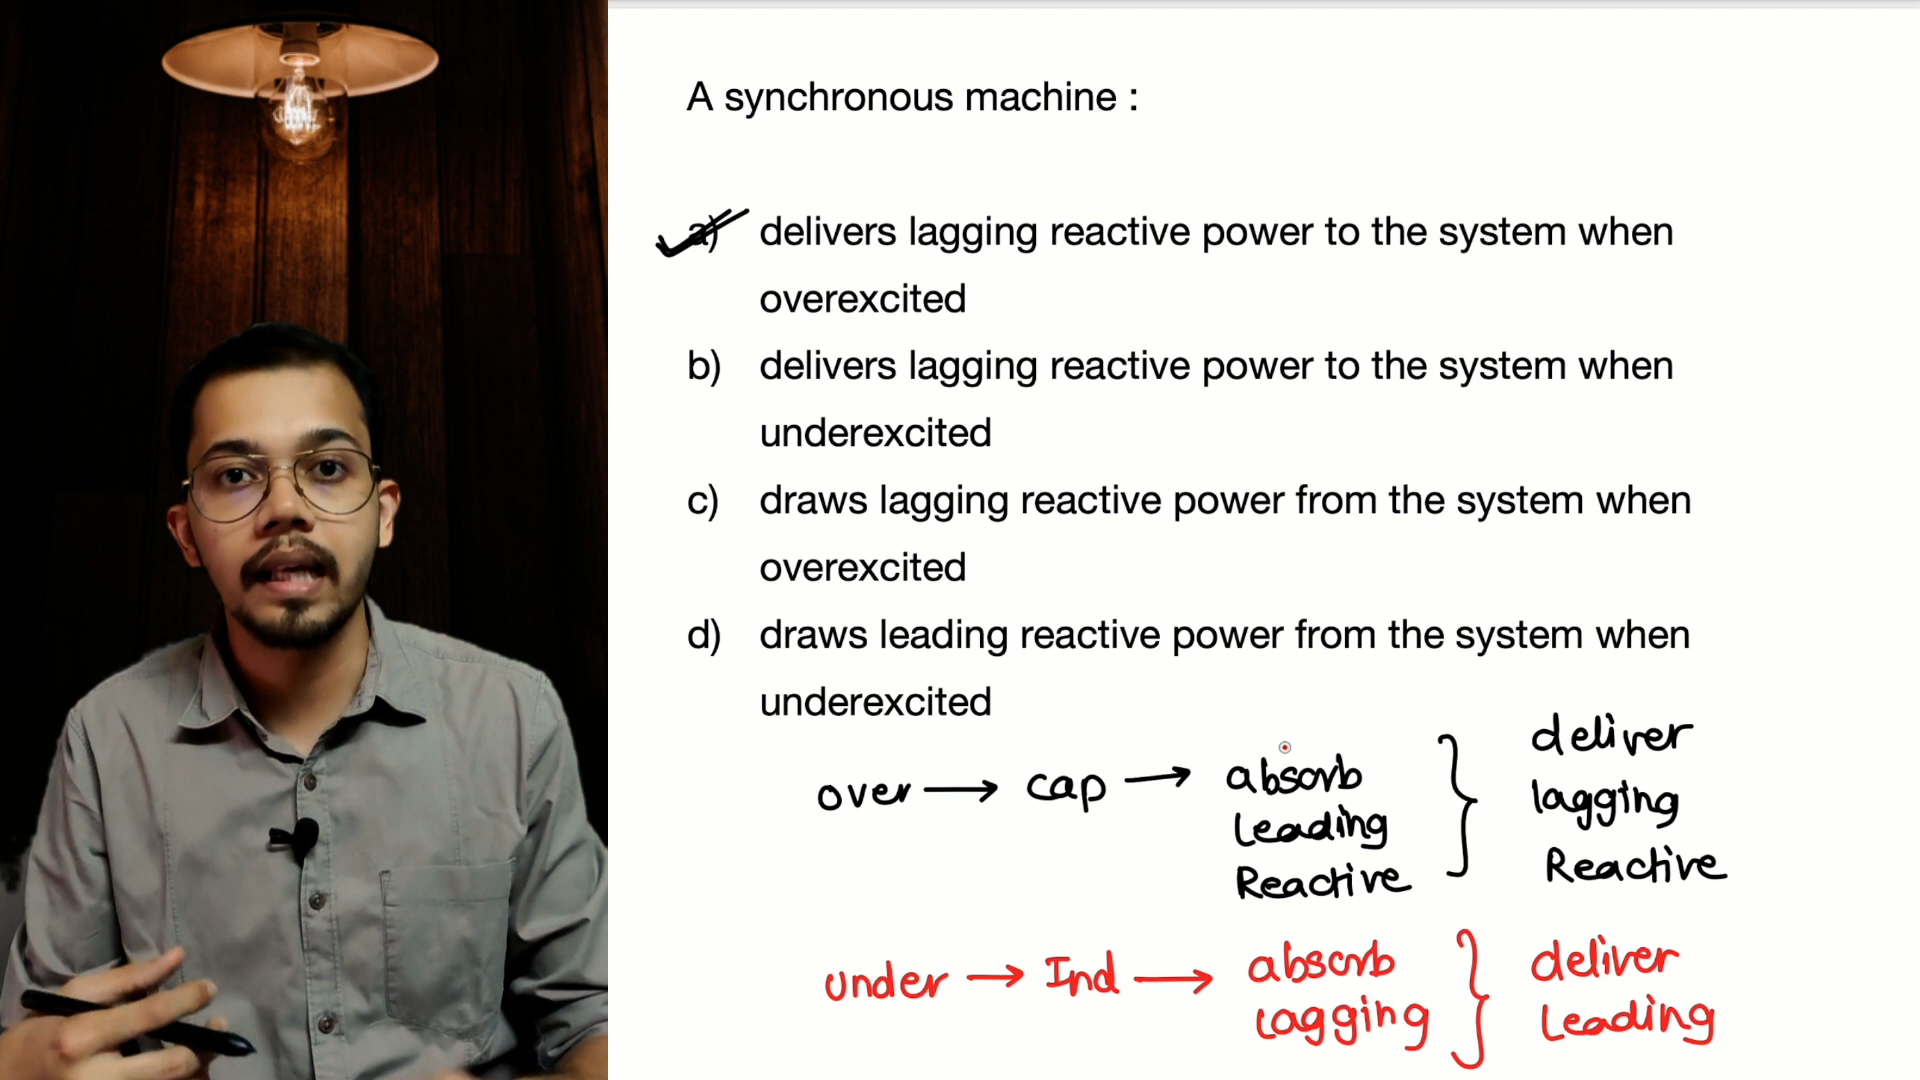 A synchronous machine :
a) delivers lagging reactive power to the system when
overexcited
b) delivers lagging reactive power to the system when
underexcited
c) draws lagging reactive power from the system when
overexcited
d) draws leading reactive power from the system when
underexcited
over → cap → absorb
Leading
Reactive
deliver
lagging
Reactive
under → Ind → absorb
Lagging
deliver
Leading